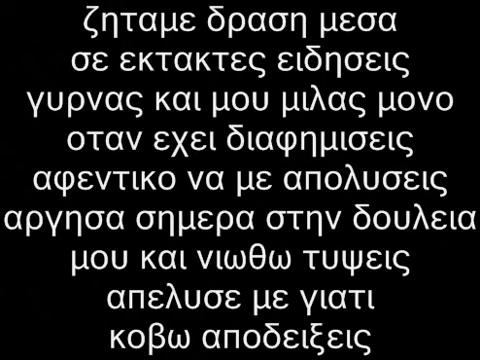 ζηταμε δραση μεσα
σε εκτακτες ειδησεις
γυρνας και μου μιλας μονο
οταν εχει διαφημισεις
αφεντικο να με απολυσεις
αργησα σημερα στην δουλεια
μου και νιωθω τυψεις
απελυσε με γιατι
κοβω αποδειξεις